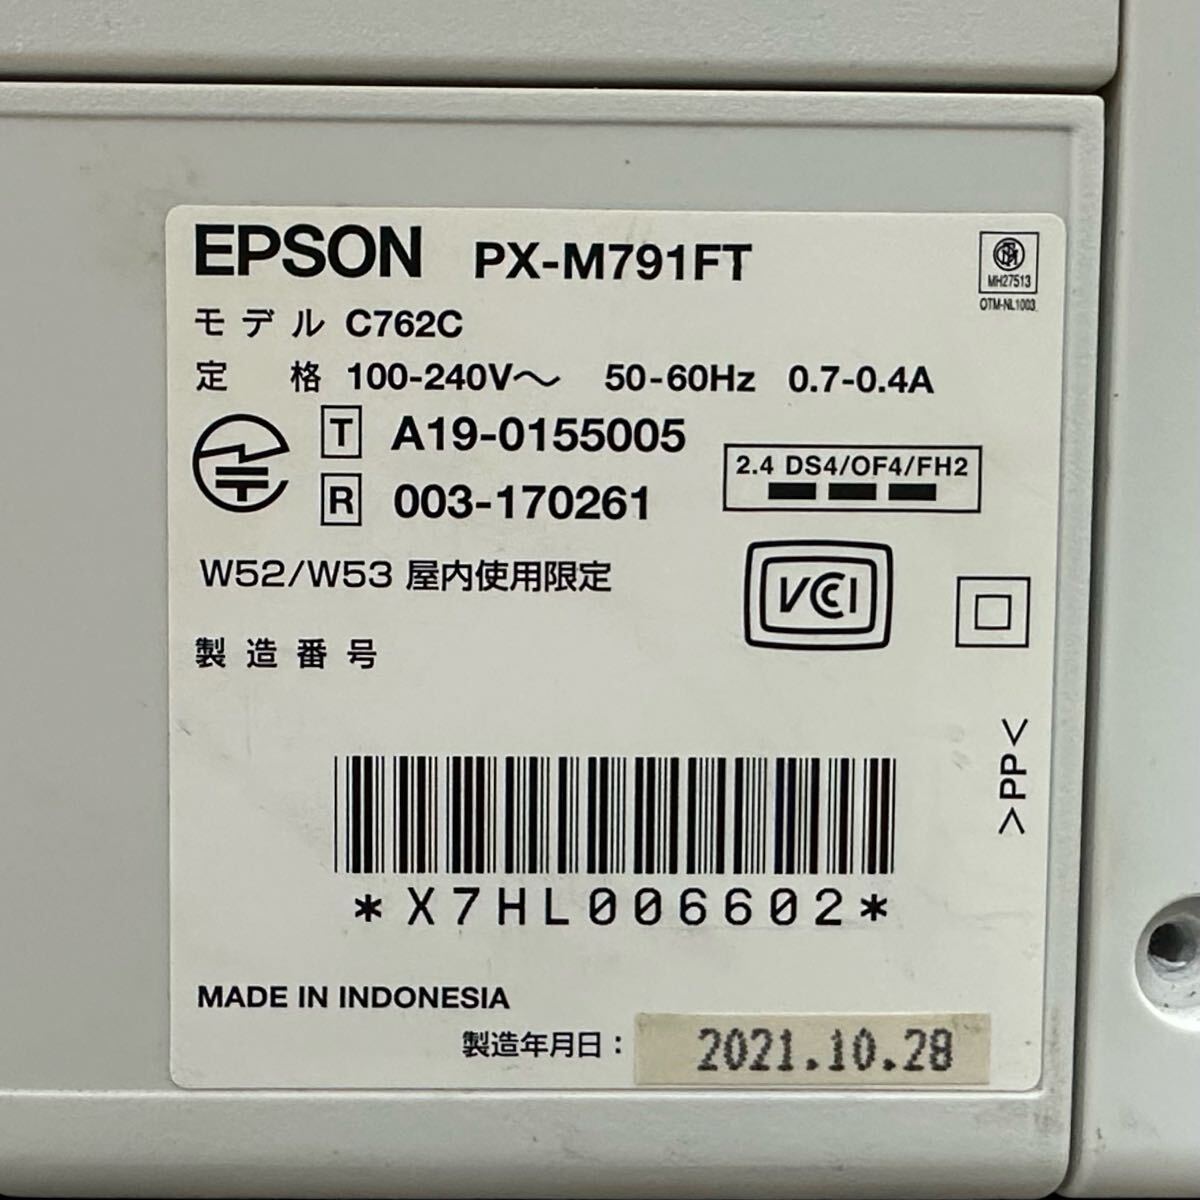 EPSON PX-M791FT
MH27513
OTM-NL1003
モデル C762C
定 格 100-240V～ 50-60Hz 0.7-0.4A
T A19-0155005
R 003-170261
2.4 DS4/OF4/FH2
W52/W53 屋内使用限定
VCCI
製造番号
>PP<
*X7HL006602*
MADE IN INDONESIA
製造年月日：2021.10.28